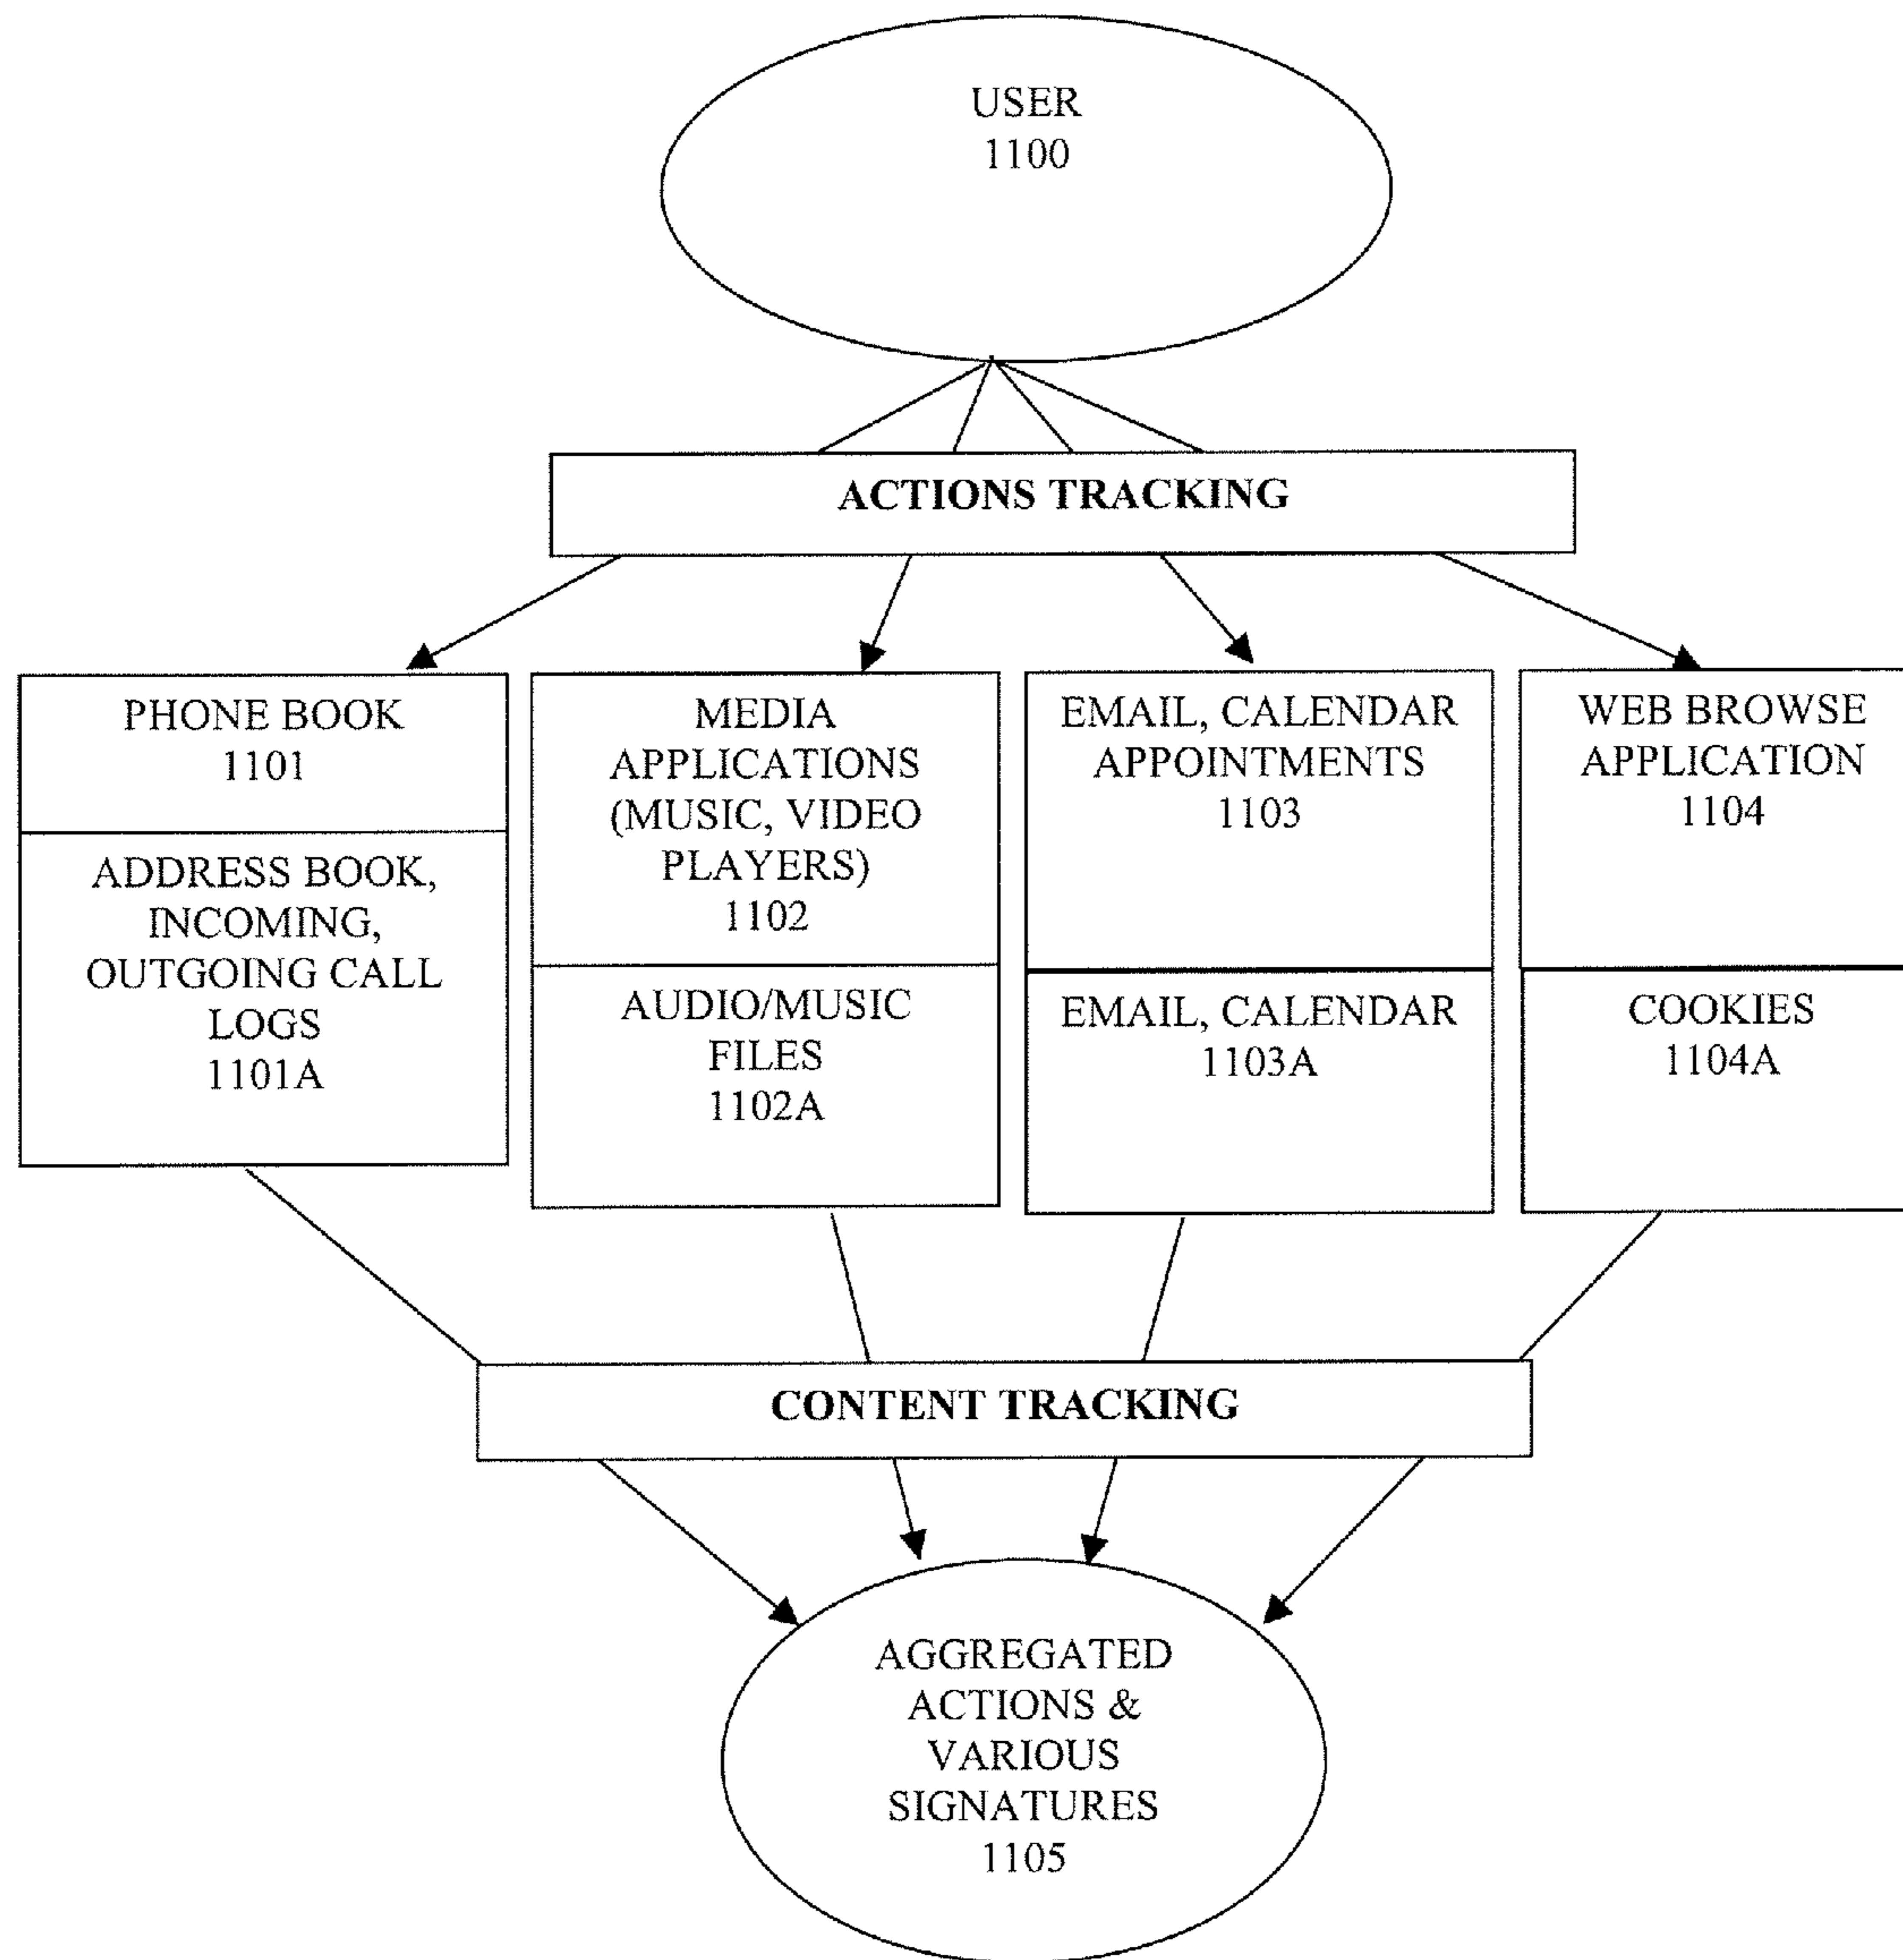 USER
1100
ACTIONS TRACKING
PHONE BOOK
1101
ADDRESS BOOK,
INCOMING,
OUTGOING CALL
LOGS
1101A
MEDIA
APPLICATIONS
(MUSIC, VIDEO
PLAYERS)
1102
AUDIO/MUSIC
FILES
1102A
EMAIL, CALENDAR
APPOINTMENTS
1103
EMAIL, CALENDAR
1103A
WEB BROWSE
APPLICATION
1104
COOKIES
1104A
CONTENT TRACKING
AGGREGATED
ACTIONS &
VARIOUS
SIGNATURES
1105